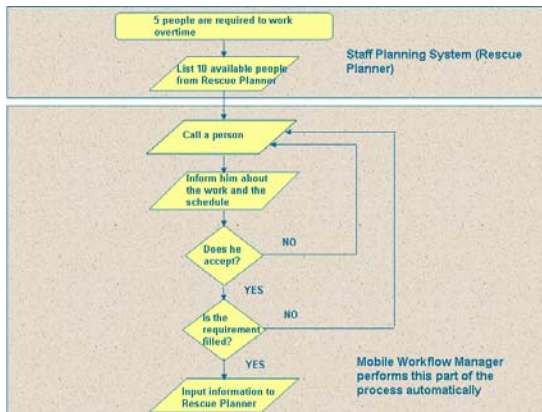 5 people are required to work
overtime
Staff Planning System (Rescue
Planner)
List 10 available people
from Rescue Planner
Call a person
Inform him about
the work and the
schedule
NO
Does he
accept?
YES
NO
Is the
requirement
filled?
YES
Mobile Workflow Manager
performs this part of the
process automatically
Input information to
Rescue Planner